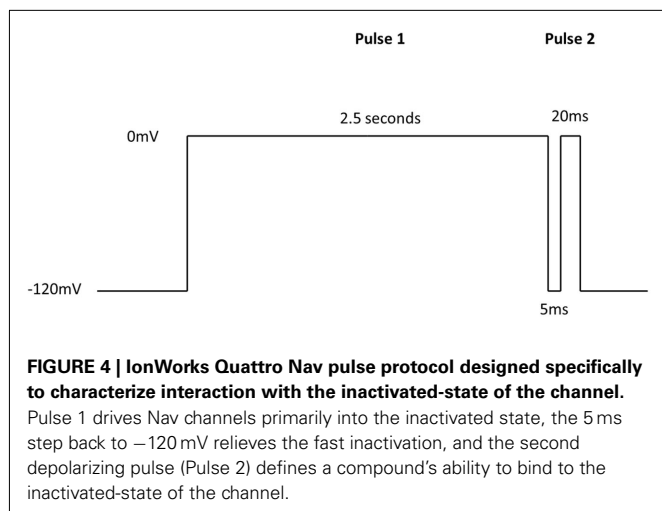 Pulse 1 Pulse 2
2.5 seconds 20ms
0mV
-120mV
5ms
FIGURE 4 | IonWorks Quattro Nav pulse protocol designed specifically
to characterize interaction with the inactivated-state of the channel.
Pulse 1 drives Nav channels primarily into the inactivated state, the 5 ms
step back to −120 mV relieves the fast inactivation, and the second
depolarizing pulse (Pulse 2) defines a compound's ability to bind to the
inactivated-state of the channel.